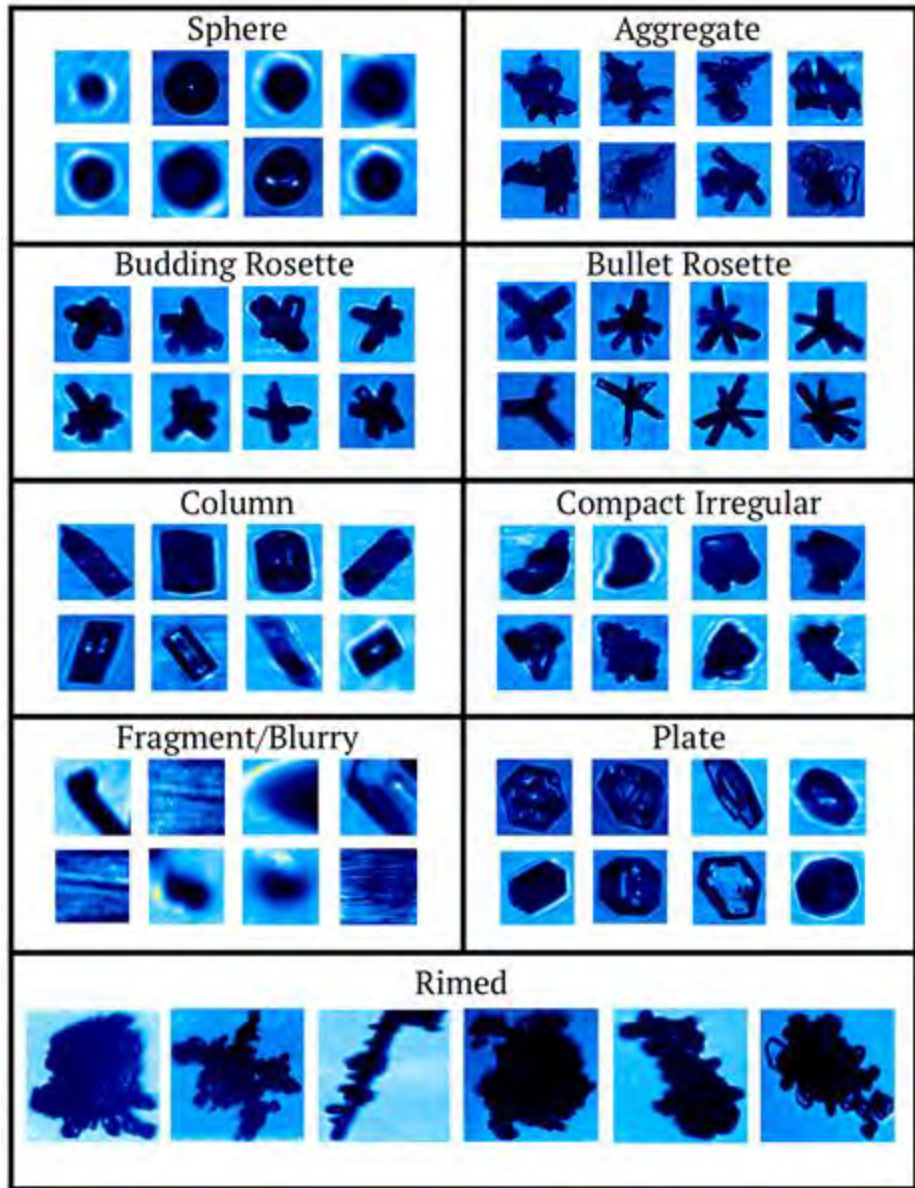 Sphere
Aggregate
Budding Rosette
Bullet Rosette
Column
Compact Irregular
Fragment/Blurry
Plate
Rimed